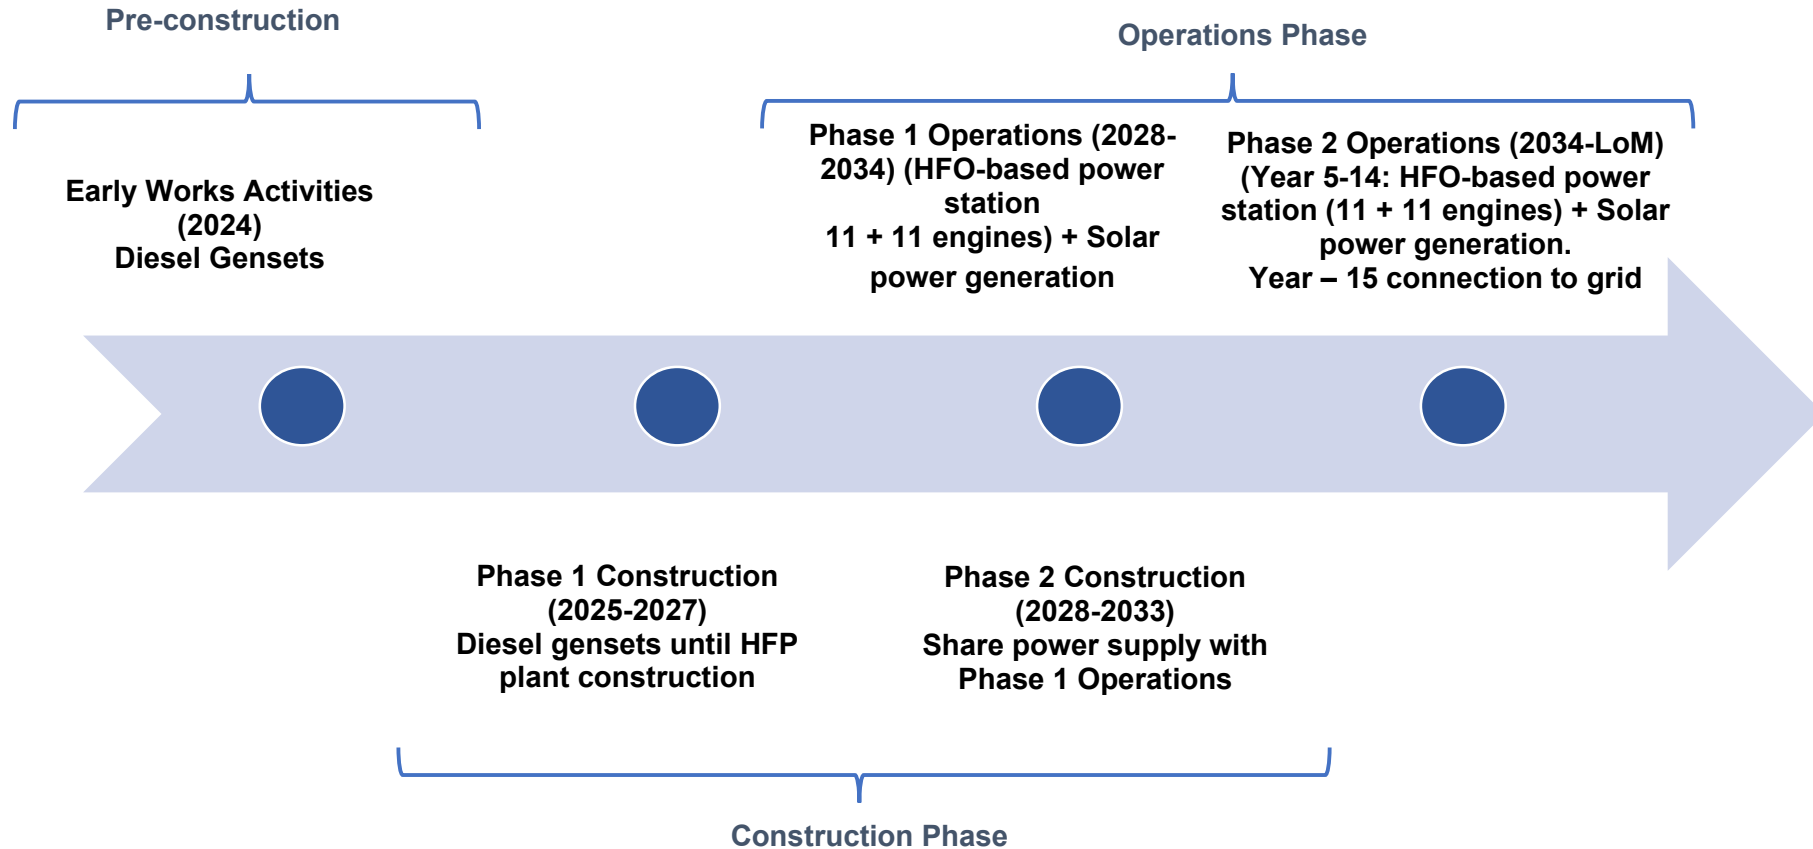 Pre-construction
Operations Phase
Early Works Activities
(2024)
Diesel Gensets
Phase 1 Operations (2028-
2034) (HFO-based power
station
11 + 11 engines) + Solar
power generation
Phase 2 Operations (2034-LoM)
(Year 5-14: HFO-based power
station (11 + 11 engines) + Solar
power generation.
Year – 15 connection to grid
Phase 1 Construction
(2025-2027)
Diesel gensets until HFP
plant construction
Phase 2 Construction
(2028-2033)
Share power supply with
Phase 1 Operations
Construction Phase